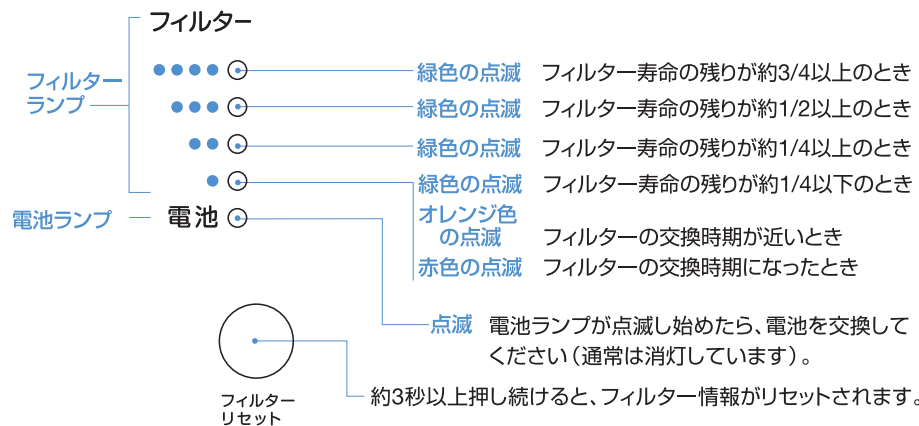 フィルター
フィルター
ランプ
緑色の点滅 フィルター寿命の残りが約3/4以上のとき
緑色の点滅 フィルター寿命の残りが約1/2以上のとき
緑色の点滅 フィルター寿命の残りが約1/4以上のとき
緑色の点滅 フィルター寿命の残りが約1/4以下のとき
電池ランプ 電池
オレンジ色
の点滅 フィルターの交換時期が近いとき
赤色の点滅 フィルターの交換時期になったとき
点滅 電池ランプが点滅し始めたら、電池を交換して
ください（通常は消灯しています）。
フィルター
リセット
約3秒以上押し続けると、フィルター情報がリセットされます。